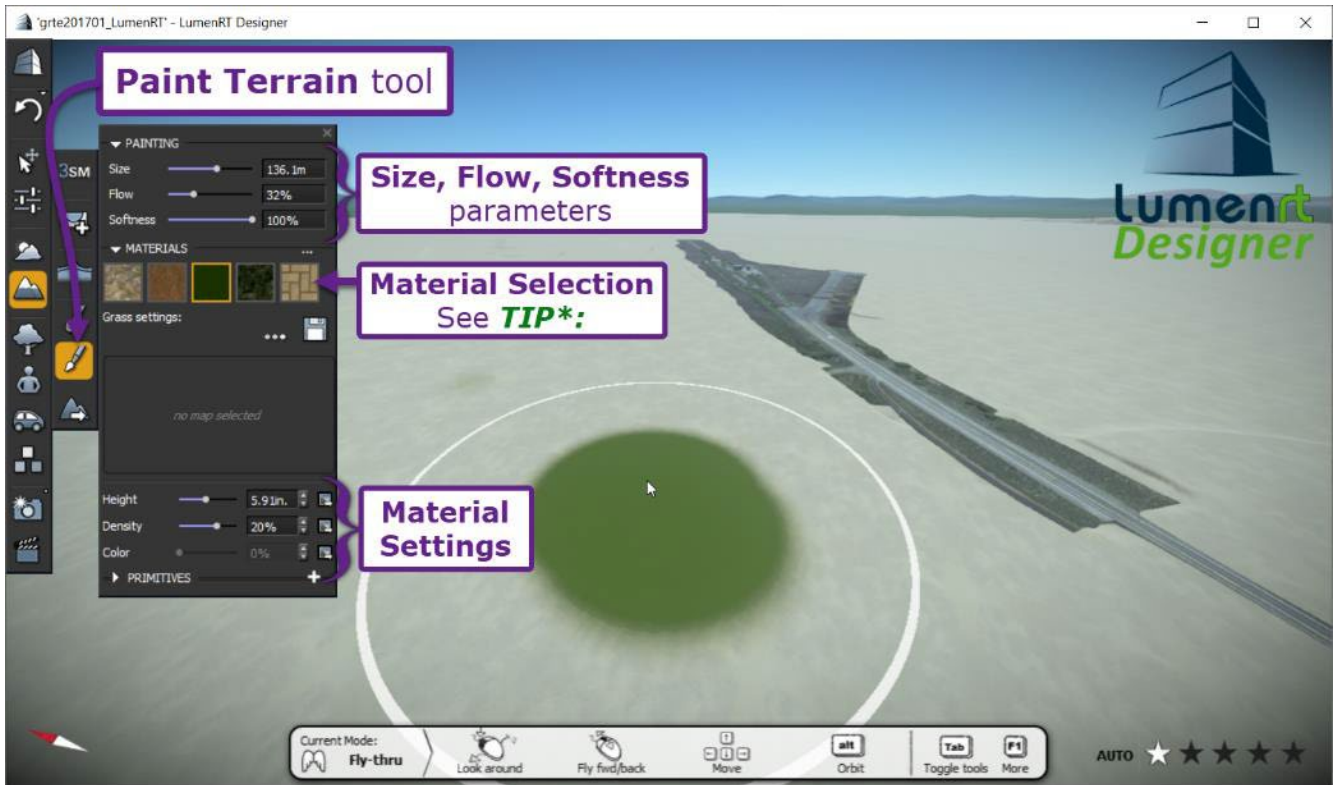 'grte201701_LumenRT' - LumenRT Designer
Paint Terrain tool
PAINTING
Size 136.1m
Flow 32%
Softness 100%
Size, Flow, Softness
parameters
3SM
MATERIALS ...
Material Selection
See TIP*:
Grass settings:
...
no map selected
Height 5.91in.
Density 20%
Color 0%
PRIMITIVES +
Material
Settings
Lumenrt
Designer
Current Mode:
Fly-thru
Look around
Fly fwd/back
Move
alt
Orbit
Tab
Toggle tools
F1
More
AUTO